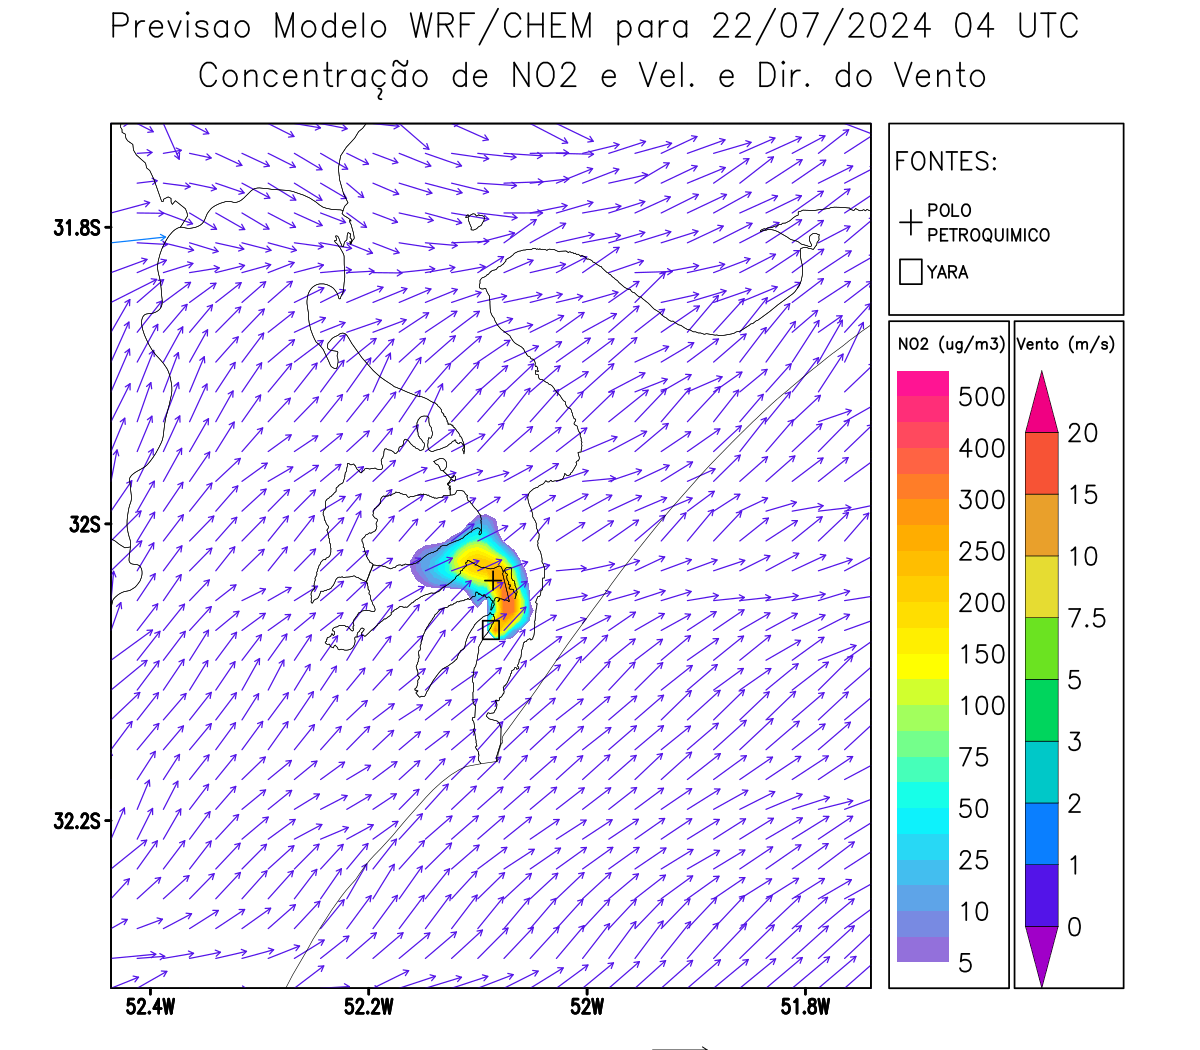 Previsao Modelo WRF/CHEM para 22/07/2024 04 UTC
Concentração de NO2 e Vel. e Dir. do Vento
FONTES:
POLO
PETROQUIMICO
YARA
NO2 (ug/m3)
500
400
300
250
200
150
100
75
50
25
10
5
Vento (m/s)
20
15
10
7.5
5
3
2
1
0
31.8S
32S
32.2S
52.4W
52.2W
52W
51.8W